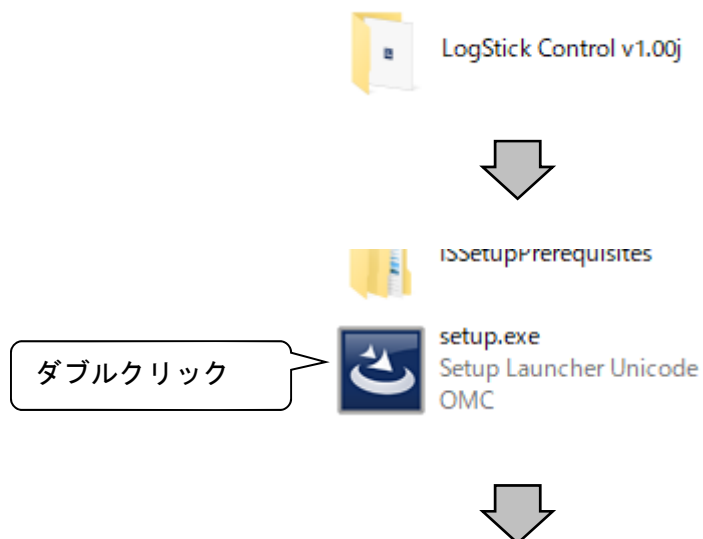 LogStick Control v1.00j
ISSetupPrerequisites
setup.exe
ダブルクリック
Setup Launcher Unicode
OMC